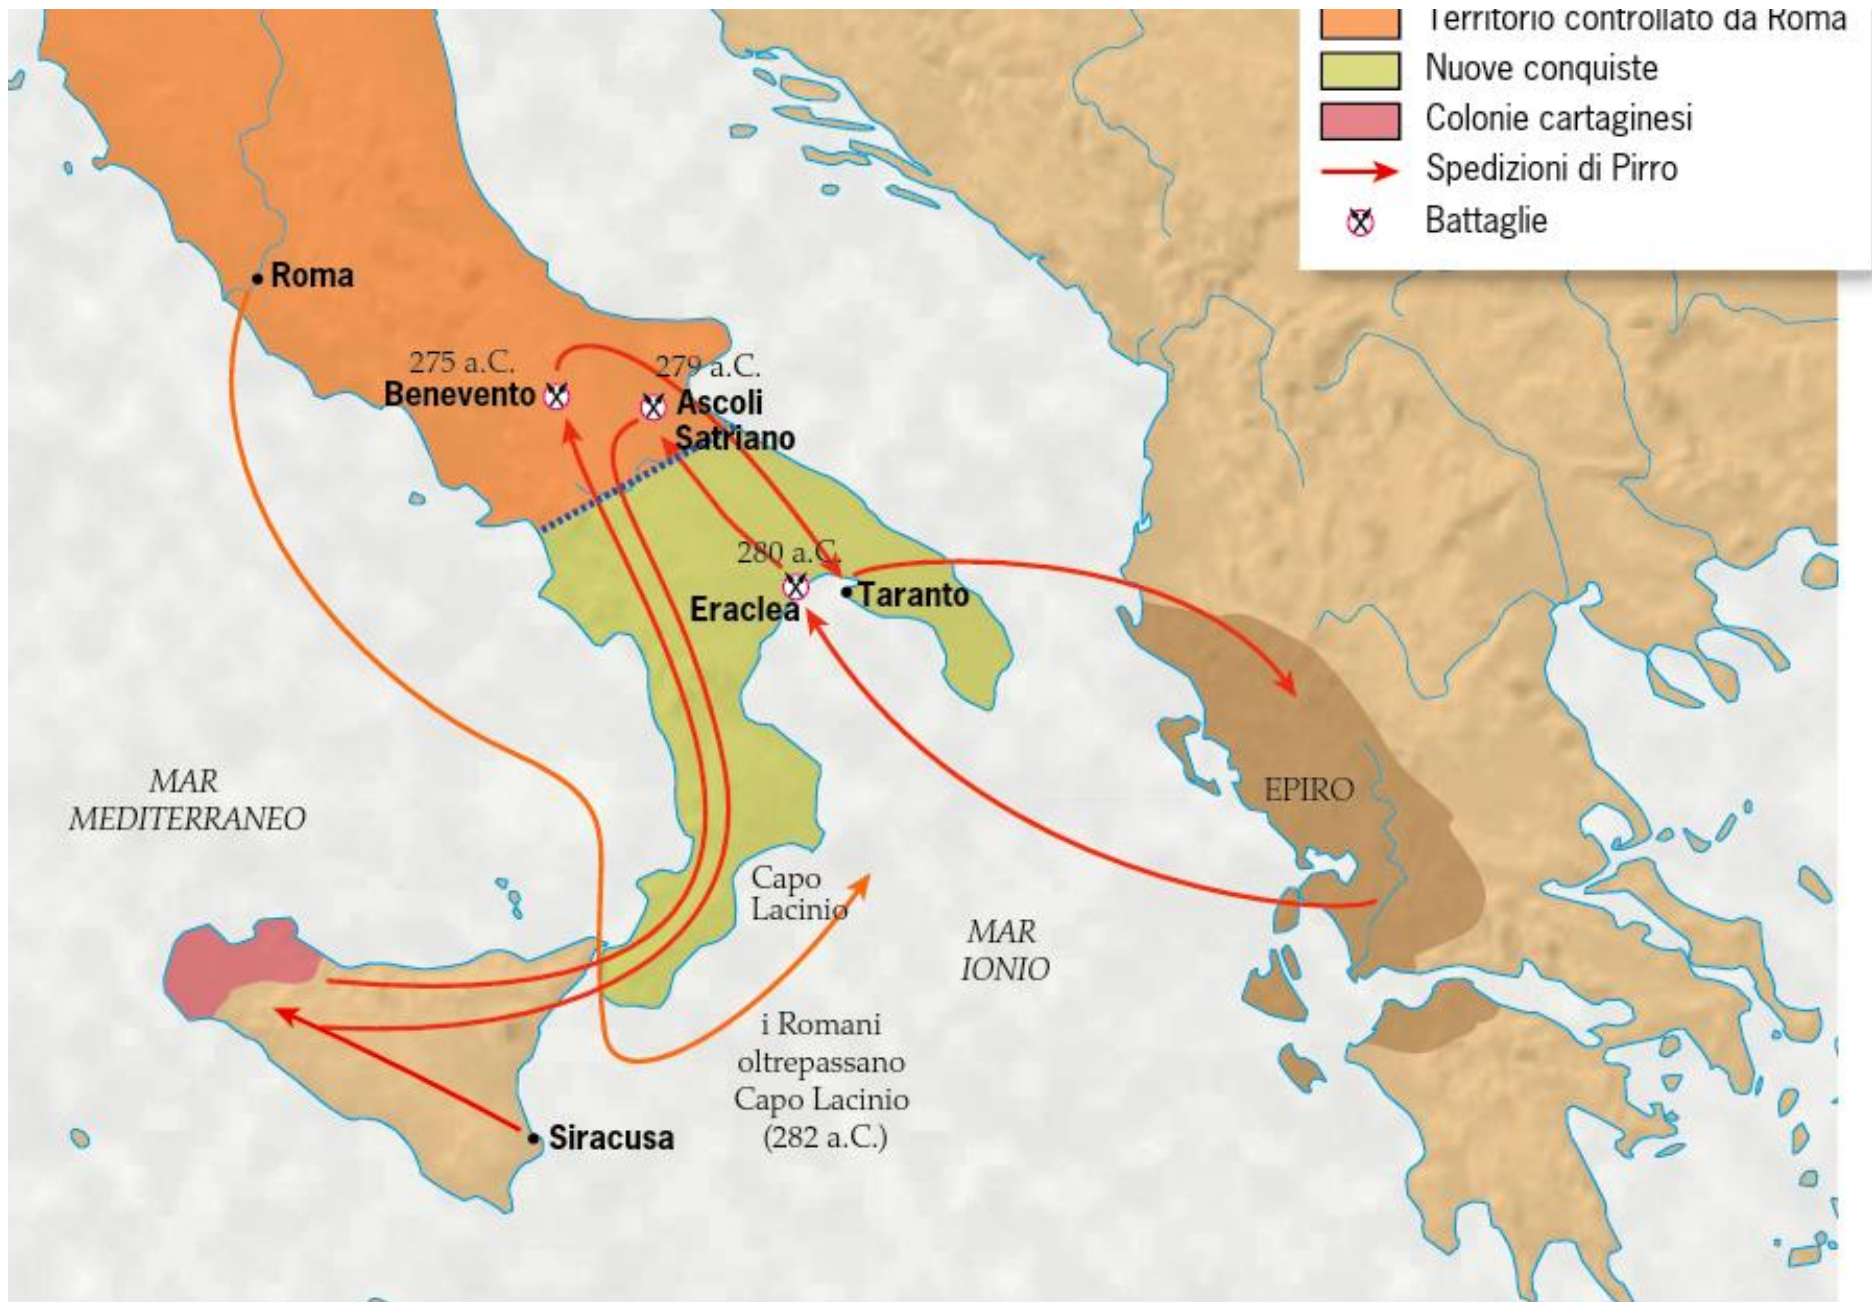 Territorio controllato da Roma
Nuove conquiste
Colonie cartaginesi
Spedizioni di Pirro
Battaglie
Roma
275 a.C.
Benevento
279 a.C.
Ascoli
Satriano
280 a.C.
Eraclea
Taranto
EPIRO
MAR
MEDITERRANEO
Capo
Lacinio
MAR
IONIO
i Romani
oltrepassano
Capo Lacinio
(282 a.C.)
Siracusa